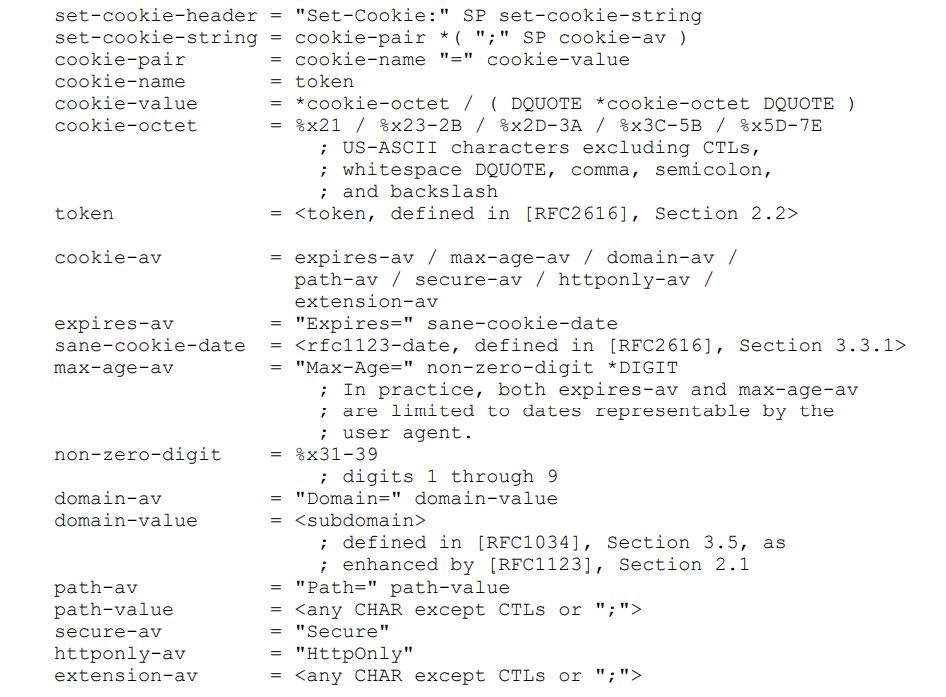 set-cookie-header = "Set-Cookie:" SP set-cookie-string
set-cookie-string = cookie-pair *( ";" SP cookie-av )
cookie-pair       = cookie-name "=" cookie-value
cookie-name       = token
cookie-value      = *cookie-octet / ( DQUOTE *cookie-octet DQUOTE )
cookie-octet      = %x21 / %x23-2B / %x2D-3A / %x3C-5B / %x5D-7E
                      ; US-ASCII characters excluding CTLs,
                      ; whitespace DQUOTE, comma, semicolon,
                      ; and backslash
token             = <token, defined in [RFC2616], Section 2.2>

cookie-av         = expires-av / max-age-av / domain-av /
                    path-av / secure-av / httponly-av /
                    extension-av
expires-av        = "Expires=" sane-cookie-date
sane-cookie-date  = <rfc1123-date, defined in [RFC2616], Section 3.3.1>
max-age-av        = "Max-Age=" non-zero-digit *DIGIT
                      ; In practice, both expires-av and max-age-av
                      ; are limited to dates representable by the
                      ; user agent.
non-zero-digit    = %x31-39
                      ; digits 1 through 9
domain-av         = "Domain=" domain-value
domain-value      = <subdomain>
                      ; defined in [RFC1034], Section 3.5, as
                      ; enhanced by [RFC1123], Section 2.1
path-av           = "Path=" path-value
path-value        = <any CHAR except CTLs or ";">
secure-av         = "Secure"
httponly-av       = "HttpOnly"
extension-av      = <any CHAR except CTLs or ";">